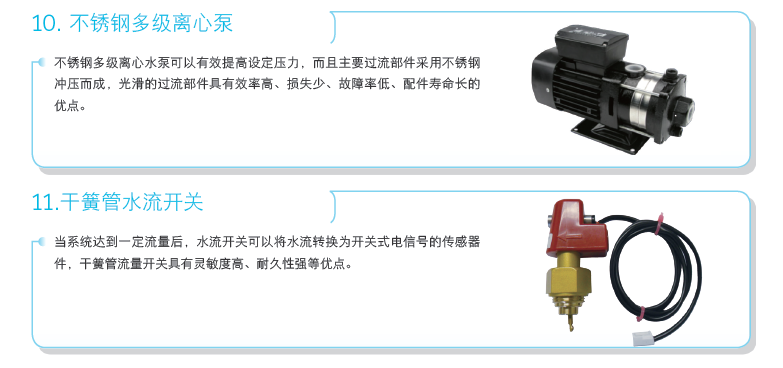 10. 不锈钢多级离心泵
不锈钢多级离心水泵可以有效提高设定压力，而且主要过流部件采用不锈钢
冲压而成，光滑的过流部件具有效率高、损失少、故障率低、配件寿命长的
优点。
11.干簧管水流开关
当系统达到一定流量后，水流开关可以将水流转换为开关式电信号的传感器
件，干簧管流量开关具有灵敏度高、耐久性强等优点。